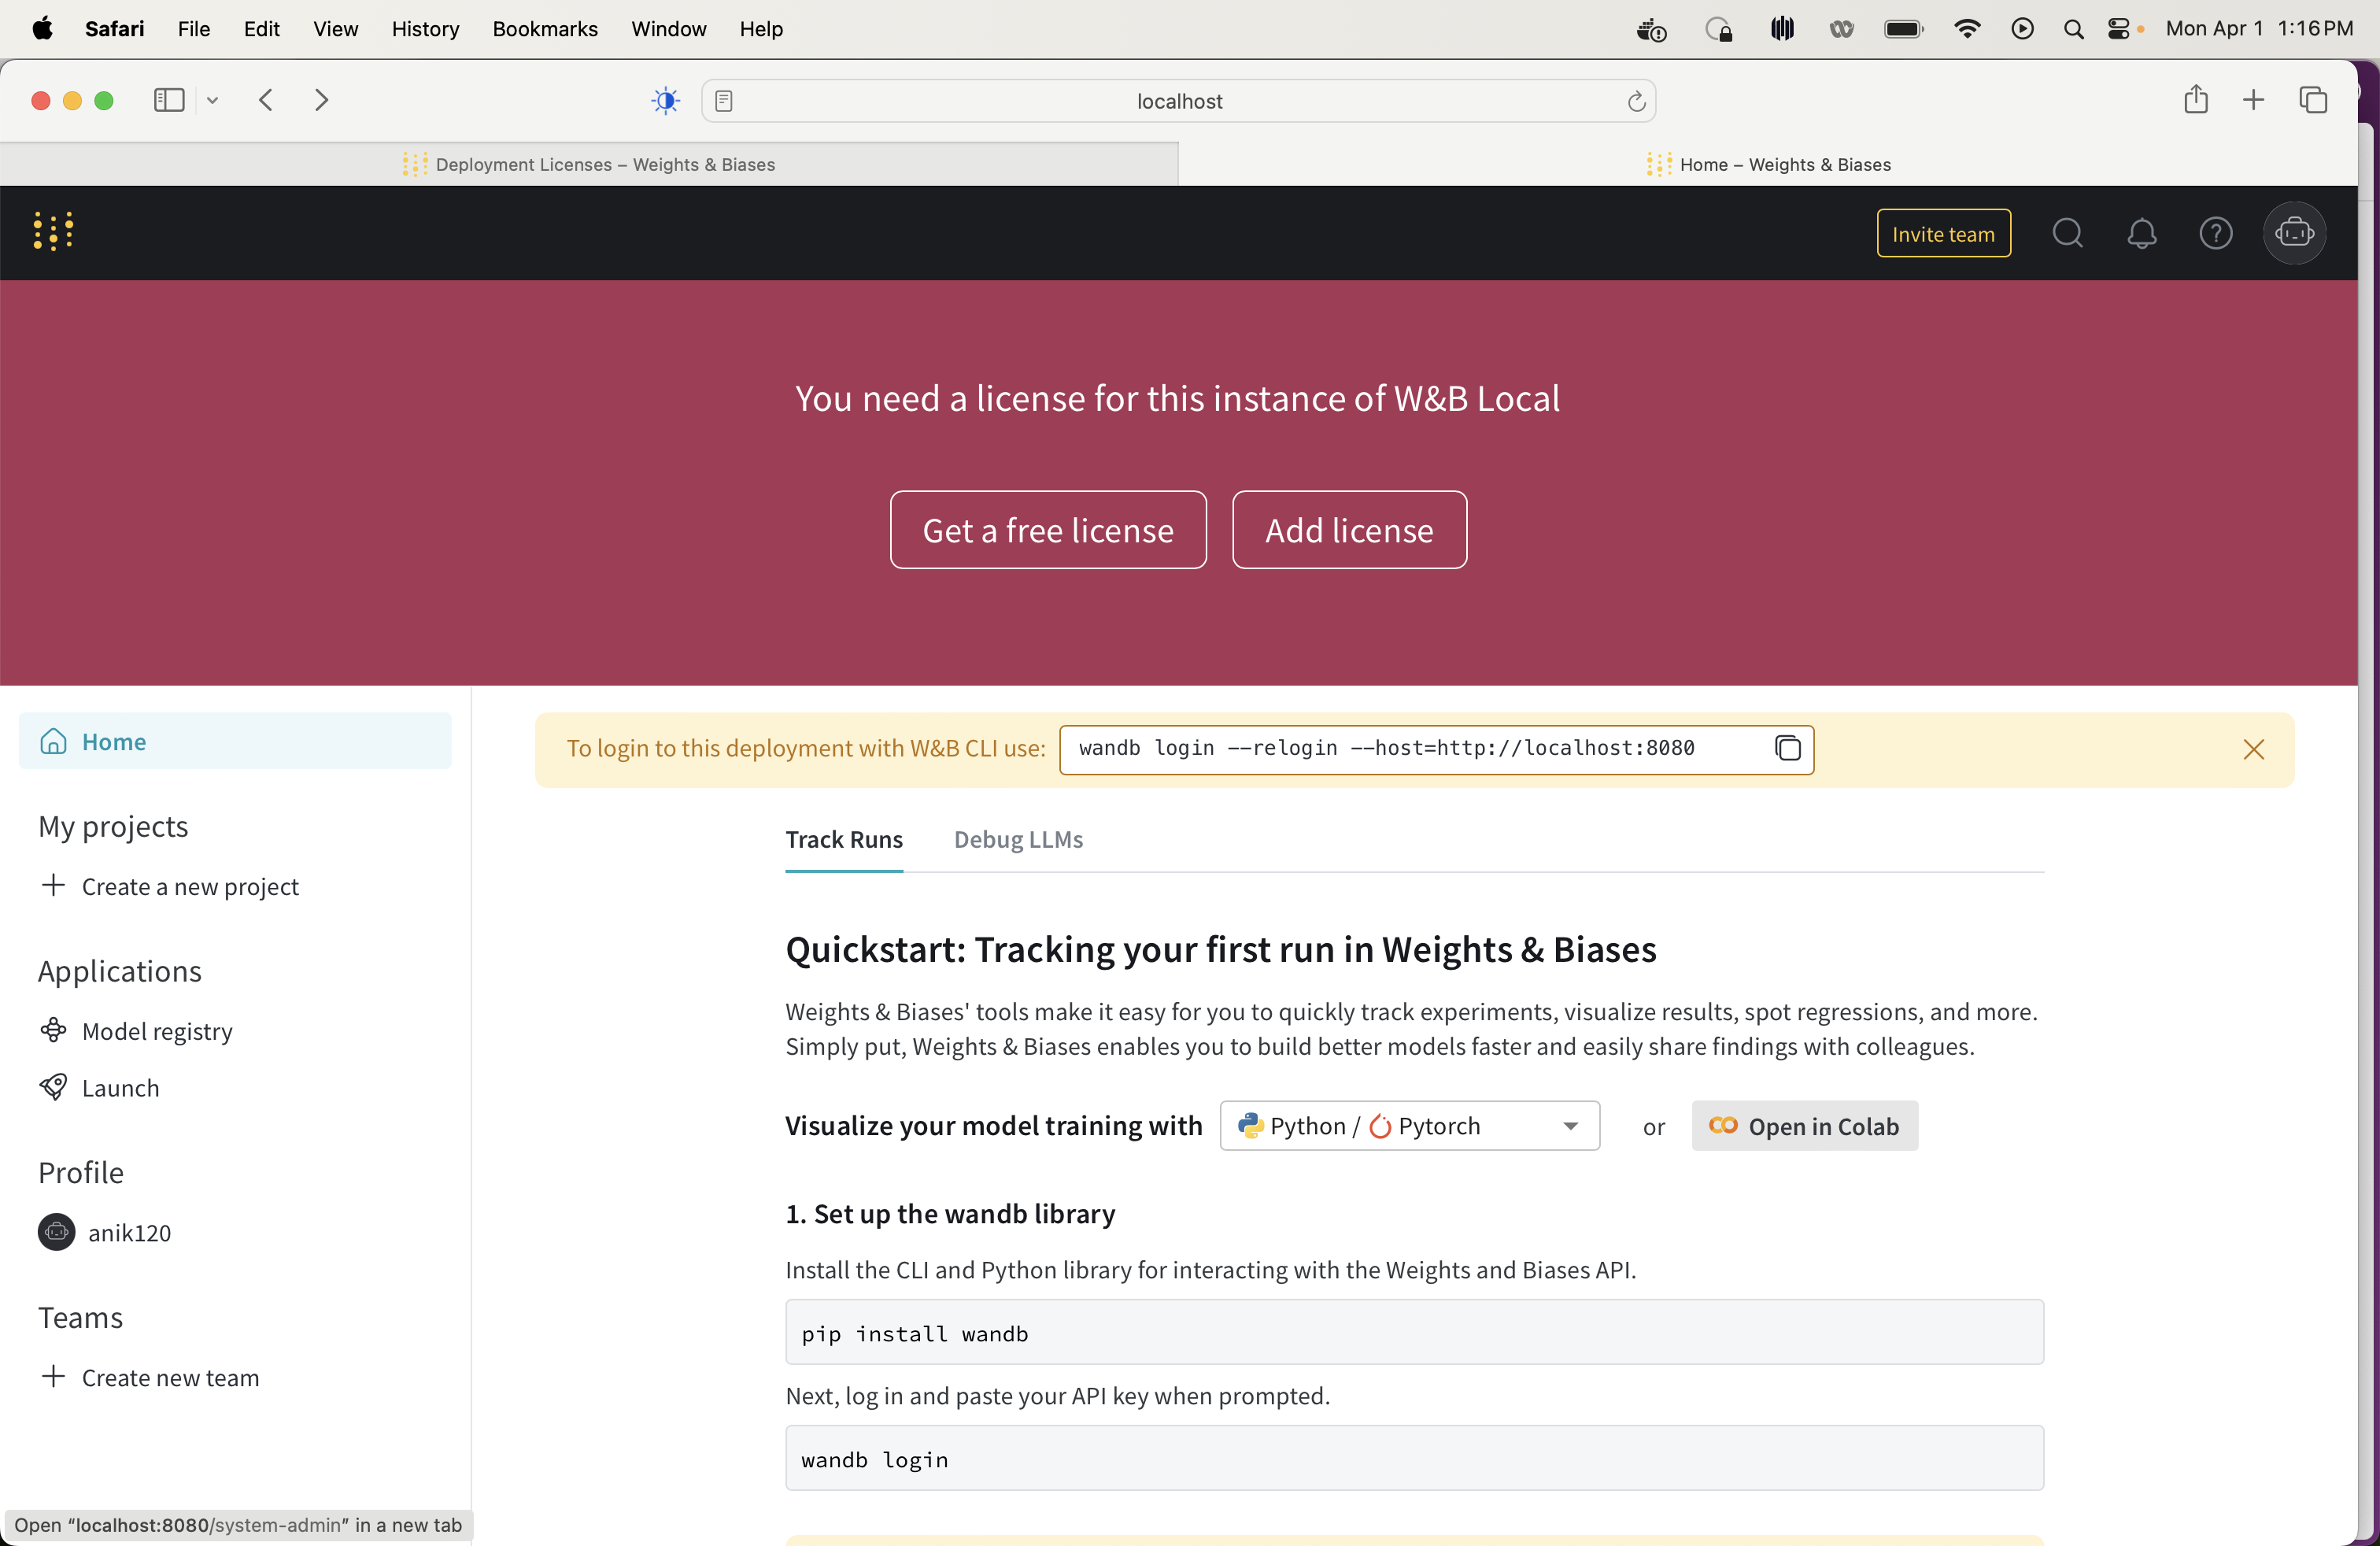 Safari File Edit View History Bookmarks Window Help Mon Apr 1 1:16 PM
localhost
Deployment Licenses – Weights & Biases
Home – Weights & Biases
Invite team
You need a license for this instance of W&B Local
Get a free license
Add license
Home
My projects
Create a new project
Applications
Model registry
Launch
Profile
anik120
Teams
Create new team
To login to this deployment with W&B CLI use: wandb login --relogin --host=http://localhost:8080
Track Runs
Debug LLMs
Quickstart: Tracking your first run in Weights & Biases
Weights & Biases' tools make it easy for you to quickly track experiments, visualize results, spot regressions, and more.
Simply put, Weights & Biases enables you to build better models faster and easily share findings with colleagues.
Visualize your model training with Python / Pytorch or Open in Colab
1. Set up the wandb library
Install the CLI and Python library for interacting with the Weights and Biases API.
pip install wandb
Next, log in and paste your API key when prompted.
wandb login
Open “localhost:8080/system-admin” in a new tab